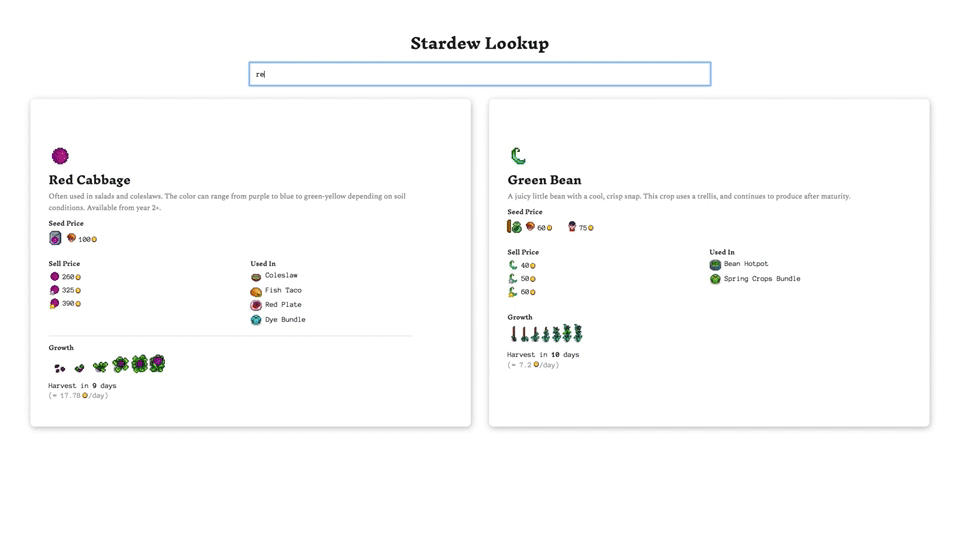 Stardew Lookup
re
Red Cabbage
Often used in salads and coleslaws. The color can range from purple to blue to green-yellow depending on soil
conditions. Available from year 2+.
Seed Price
100
Sell Price
260
325
390
Used In
Coleslaw
Fish Taco
Red Plate
Dye Bundle
Growth
Harvest in 9 days
(≈ 17.78 /day)
Green Bean
A juicy little bean with a cool, crisp snap. This crop uses a trellis, and continues to produce after maturity.
Seed Price
60 75
Sell Price
40
50
60
Used In
Bean Hotpot
Spring Crops Bundle
Growth
Harvest in 10 days
(≈ 7.2 /day)